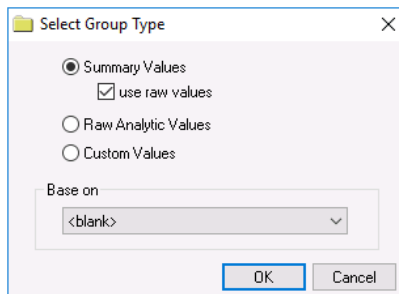 Select Group Type
Summary Values
use raw values
Raw Analytic Values
Custom Values
Base on
<blank>
OK
Cancel